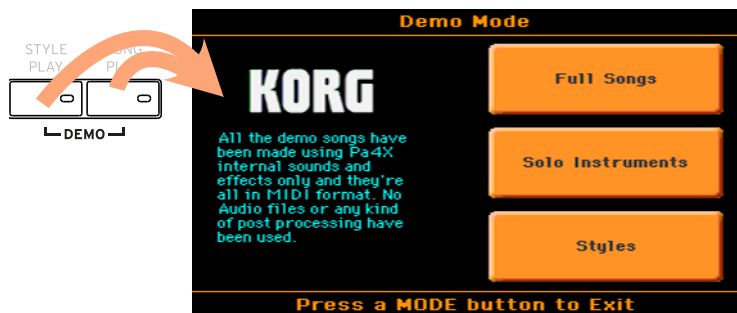 STYLE
PLAY
SONG
PLAY
DEMO
Demo Mode
KORG
All the demo songs have
been made using Pa4X
internal sounds and
effects only and they're
all in MIDI format. No
Audio files or any kind
of post processing have
been used.
Full Songs
Solo Instruments
Styles
Press a MODE button to Exit